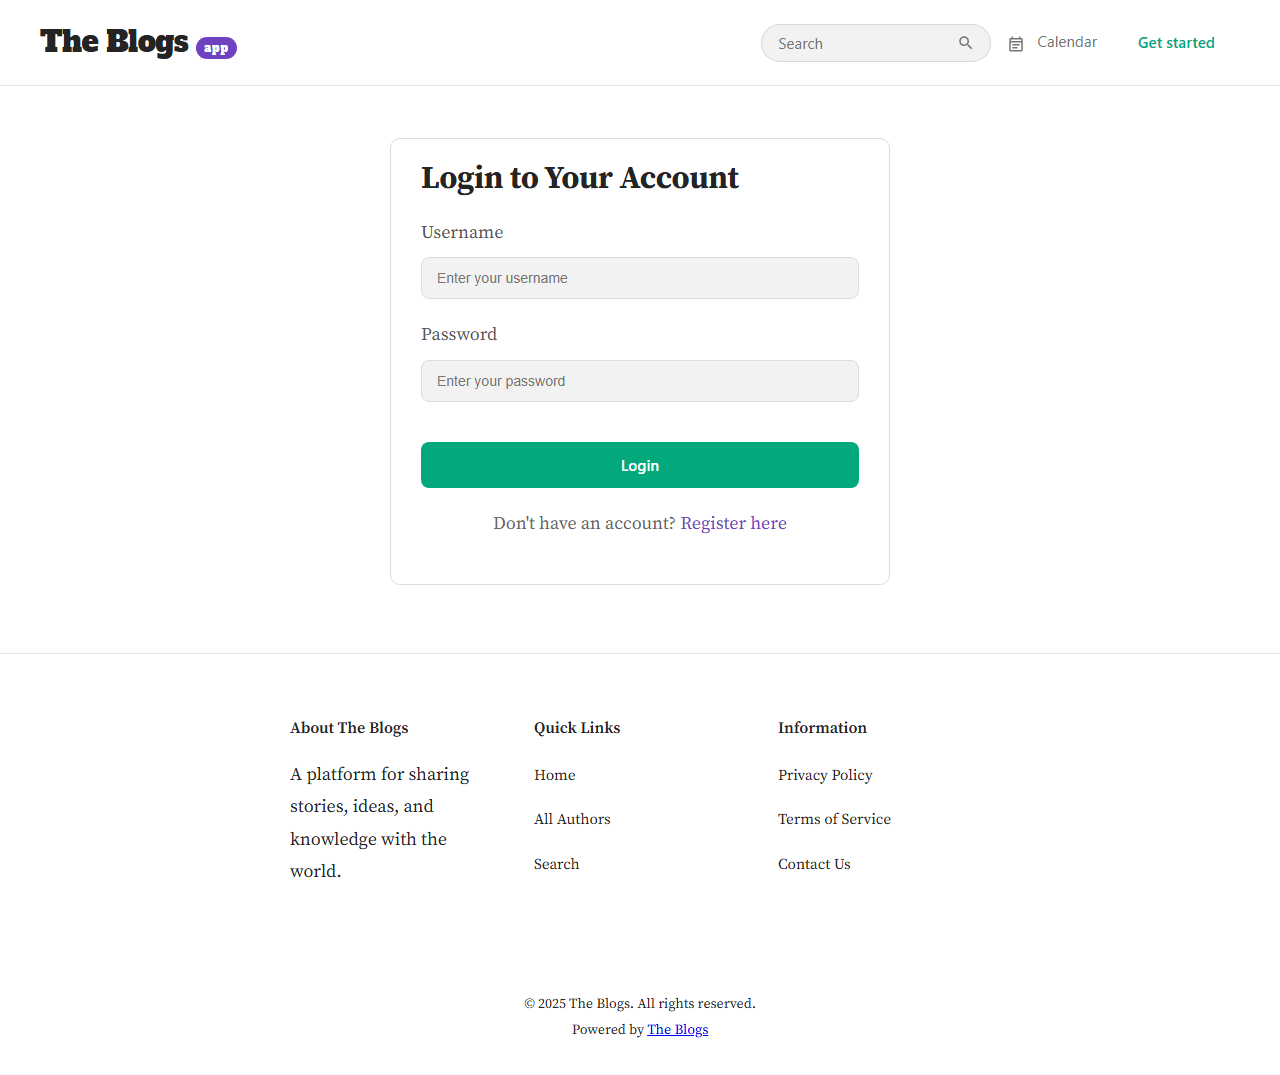 The Blogs app
Search
Calendar
Get started
Login to Your Account
Username
Enter your username
Password
Enter your password
Login
Don't have an account? Register here
About The Blogs
A platform for sharing
stories, ideas, and
knowledge with the
world.
Quick Links
Home
All Authors
Search
Information
Privacy Policy
Terms of Service
Contact Us
© 2025 The Blogs. All rights reserved.
Powered by The Blogs